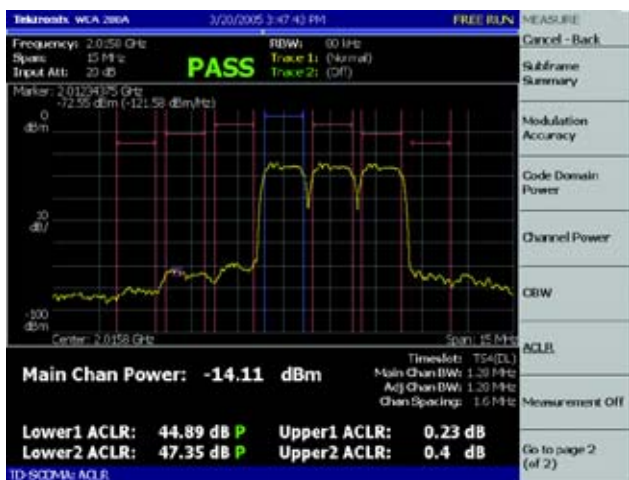 Tektronix WCA 280A 3/20/2005 3:47:43 PM FREE RUN
Frequency: 2.0158 GHz RBW:
Span: 15 MHz Trace 1: (Normal)
Input Att: 20 dB Trace 2: (Off)
PASS
Marker: 2.01234375 GHz
-72.55 dBm (-121.58 dBm/Hz)
0
dBm
10
dB/
-100
dBm
Center: 2.0158 GHz Span: 15 MHz
Timeslot: TS4(DL)
Main Chan BW: 1.28 MHz
Adj Chan BW: 1.28 MHz
Chan Spacing: 1.6 MHz
Main Chan Power: -14.11 dBm
Lower1 ACLR: 44.89 dB P Upper1 ACLR: 0.23 dB
Lower2 ACLR: 47.35 dB P Upper2 ACLR: 0.4 dB
TD-SCDMA: ACLR
MEASURE
Cancel - Back
Subframe
Summary
Modulation
Accuracy
Code Domain
Power
Channel Power
CBW
ACLR
Measurement Off
Go to page 2
(of 2)